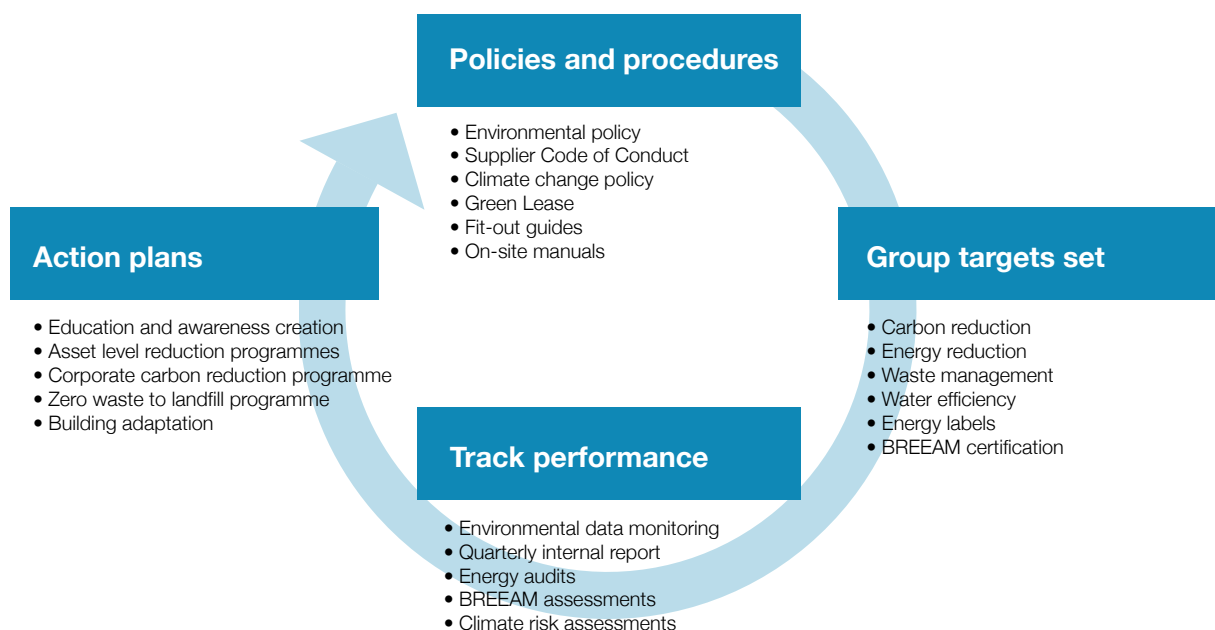 Policies and procedures
• Environmental policy
• Supplier Code of Conduct
• Climate change policy
• Green Lease
• Fit-out guides
• On-site manuals
Group targets set
• Carbon reduction
• Energy reduction
• Waste management
• Water efficiency
• Energy labels
• BREEAM certification
Track performance
• Environmental data monitoring
• Quarterly internal report
• Energy audits
• BREEAM assessments
• Climate risk assessments
Action plans
• Education and awareness creation
• Asset level reduction programmes
• Corporate carbon reduction programme
• Zero waste to landfill programme
• Building adaptation